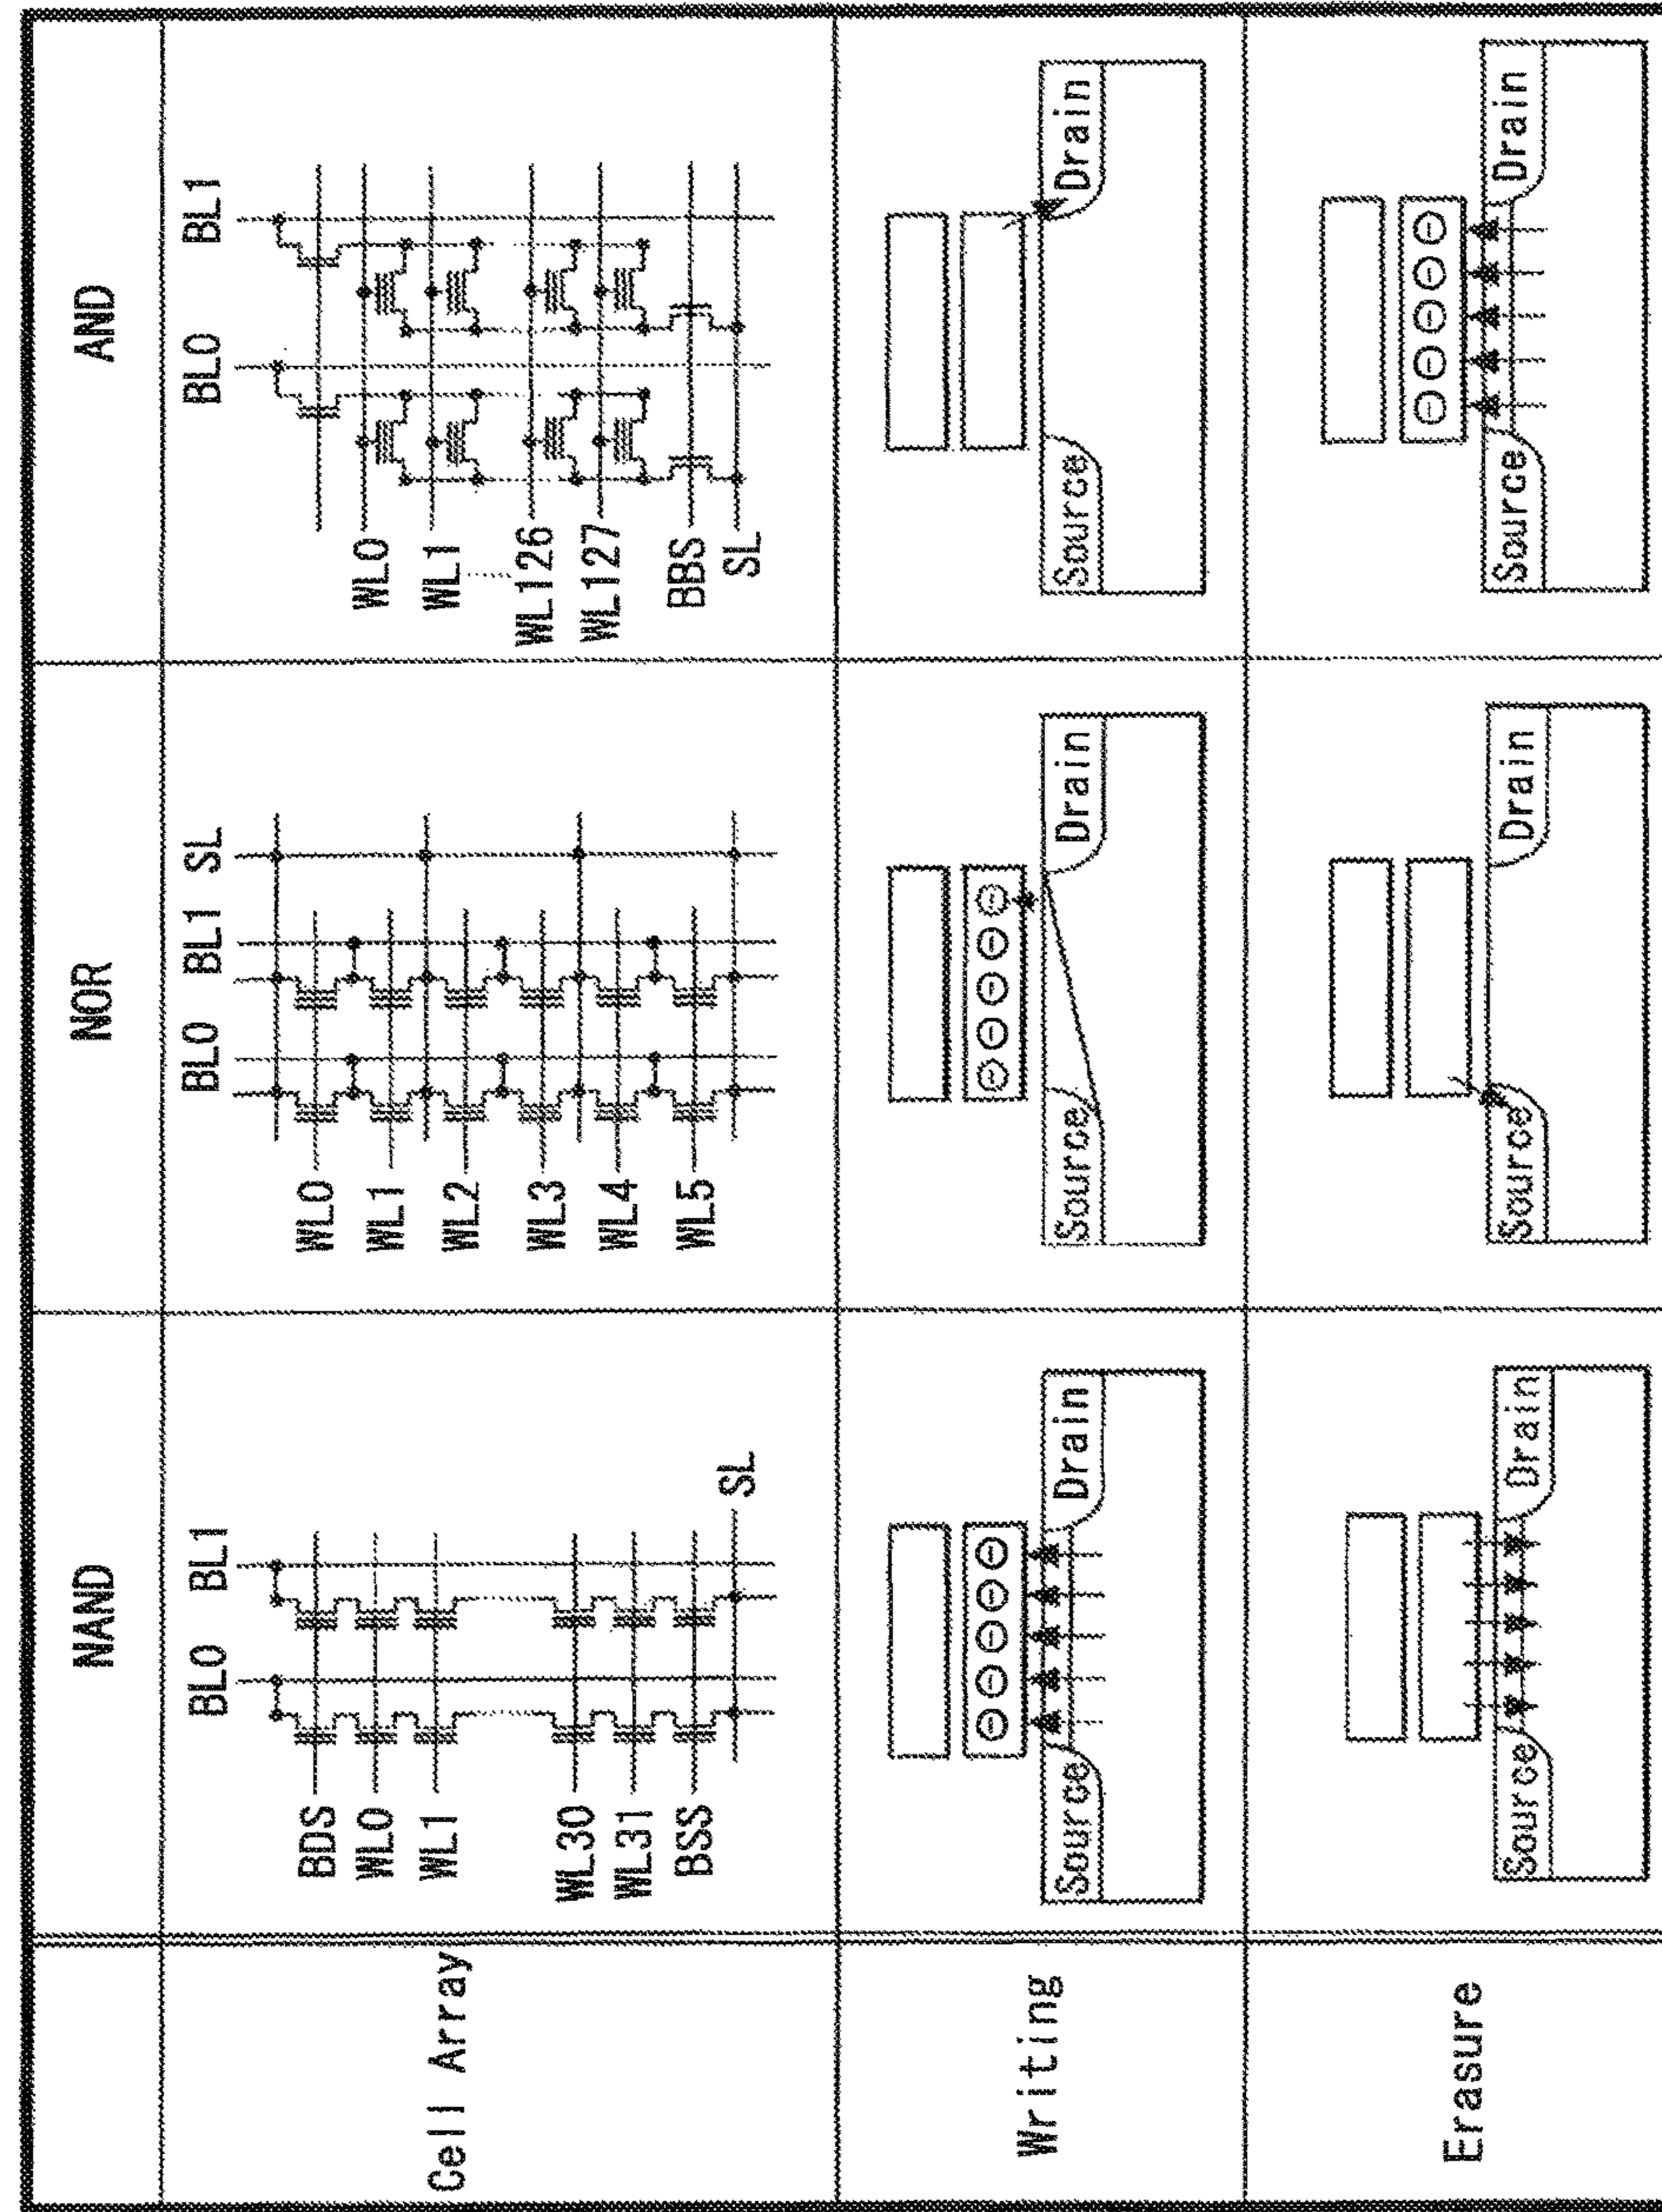 NAND
NOR
AND
Cell Array
BL0 BL1
BDS
WL0
WL1
WL30
WL31
BSS
SL
BL0 BL1 SL
WL0
WL1
WL2
WL3
WL4
WL5
BL0 BL1
WL0
WL1
WL126
WL127
BBS
SL
Writing
Source Drain
Source Drain
Source Drain
Erasure
Source Drain
Source Drain
Source Drain